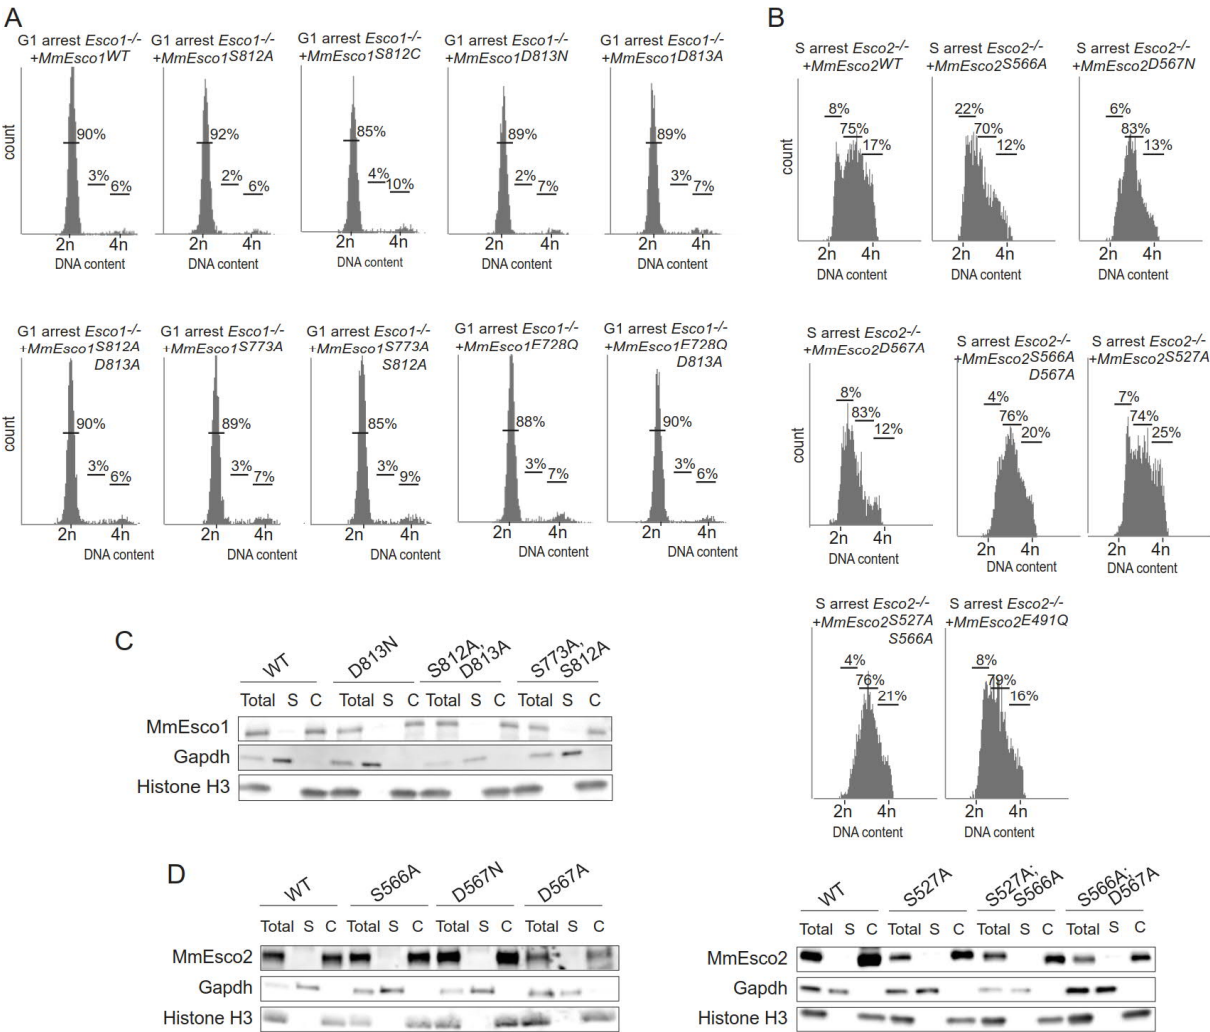 A
G1 arrest Esco1-/-
+MmEsco1WT
G1 arrest Esco1-/-
+MmEsco1S812A
G1 arrest Esco1-/-
+MmEsco1S812C
G1 arrest Esco1-/-
+MmEsco1D813N
G1 arrest Esco1-/-
+MmEsco1D813A
count
90%
3%
6%
92%
2%
6%
85%
4%
10%
89%
2%
7%
89%
3%
7%
2n 4n
DNA content
2n 4n
DNA content
2n 4n
DNA content
2n 4n
DNA content
2n 4n
DNA content
G1 arrest Esco1-/-
+MmEsco1S812A
D813A
G1 arrest Esco1-/-
+MmEsco1S773A
G1 arrest Esco1-/-
+MmEsco1S773A
S812A
G1 arrest Esco1-/-
+MmEsco1E728Q
G1 arrest Esco1-/-
+MmEsco1E728Q
D813A
count
90%
3%
6%
89%
3%
7%
85%
3%
9%
88%
3%
7%
90%
3%
6%
2n 4n
DNA content
2n 4n
DNA content
2n 4n
DNA content
2n 4n
DNA content
2n 4n
DNA content
B
S arrest Esco2-/-
+MmEsco2WT
S arrest Esco2-/-
+MmEsco2S566A
S arrest Esco2-/-
+MmEsco2D567N
count
8%
75%
17%
22%
70%
12%
6%
83%
13%
2n 4n
DNA content
2n 4n
DNA content
2n 4n
DNA content
S arrest Esco2-/-
+MmEsco2D567A
S arrest Esco2-/-
+MmEsco2S566A
D567A
S arrest Esco2-/-
+MmEsco2S527A
count
8%
83%
12%
4%
76%
20%
7%
74%
25%
2n 4n
DNA content
2n 4n
DNA content
2n 4n
DNA content
S arrest Esco2-/-
+MmEsco2S527A
S566A
S arrest Esco2-/-
+MmEsco2E491Q
4%
76%
21%
8%
79%
16%
2n 4n
DNA content
2n 4n
DNA content
C
WT
D813N
S812A,
D813A
S773A,
S812A
Total S C Total S C Total S C Total S C
MmEsco1
Gapdh
Histone H3
D
WT
S566A
D567N
D567A
Total S C Total S C Total S C Total S C
MmEsco2
Gapdh
Histone H3
WT
S527A
S527A;
S566A
S566A;
D567A
Total S C Total S C Total S C Total S C
MmEsco2
Gapdh
Histone H3